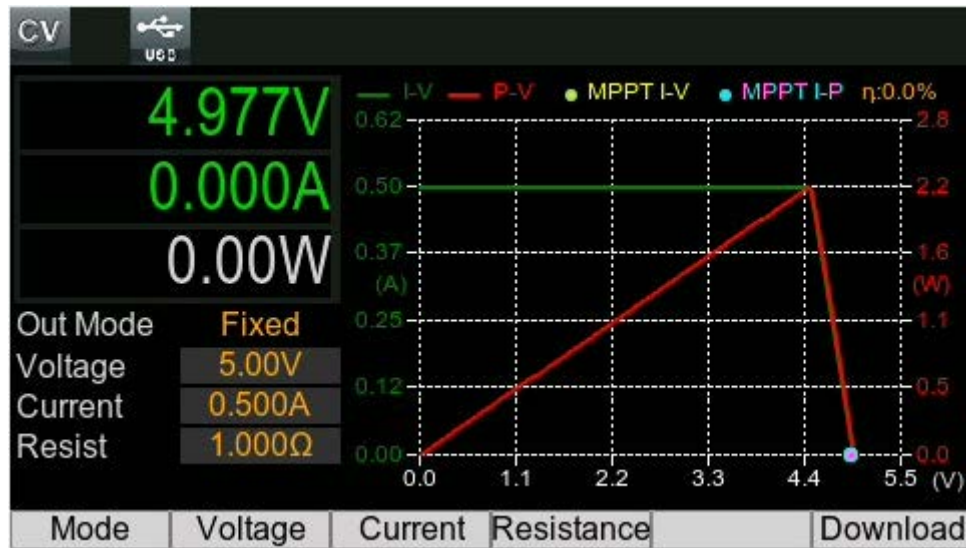 CV USB
4.977V
0.000A
0.00W
Out Mode Fixed
Voltage 5.00V
Current 0.500A
Resist 1.000Ω
I-V P-V MPPT I-V MPPT I-P η:0.0%
0.62 2.8
0.50 2.2
0.37 1.6
(A) (W)
0.25 1.1
0.12 0.5
0.00 0.0
0.0 1.1 2.2 3.3 4.4 5.5 (V)
Mode Voltage Current Resistance Download